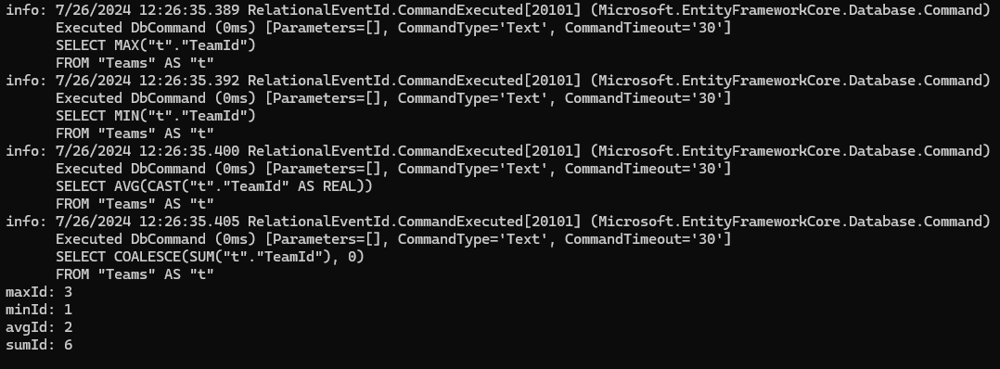 info: 7/26/2024 12:26:35.389 RelationalEventId.CommandExecuted[20101] (Microsoft.EntityFrameworkCore.Database.Command)
Executed DbCommand (0ms) [Parameters=[], CommandType='Text', CommandTimeout='30']
SELECT MAX("t"."TeamId")
FROM "Teams" AS "t"
info: 7/26/2024 12:26:35.392 RelationalEventId.CommandExecuted[20101] (Microsoft.EntityFrameworkCore.Database.Command)
Executed DbCommand (0ms) [Parameters=[], CommandType='Text', CommandTimeout='30']
SELECT MIN("t"."TeamId")
FROM "Teams" AS "t"
info: 7/26/2024 12:26:35.400 RelationalEventId.CommandExecuted[20101] (Microsoft.EntityFrameworkCore.Database.Command)
Executed DbCommand (0ms) [Parameters=[], CommandType='Text', CommandTimeout='30']
SELECT AVG(CAST("t"."TeamId" AS REAL))
FROM "Teams" AS "t"
info: 7/26/2024 12:26:35.405 RelationalEventId.CommandExecuted[20101] (Microsoft.EntityFrameworkCore.Database.Command)
Executed DbCommand (0ms) [Parameters=[], CommandType='Text', CommandTimeout='30']
SELECT COALESCE(SUM("t"."TeamId"), 0)
FROM "Teams" AS "t"
maxId: 3
minId: 1
avgId: 2
sumId: 6